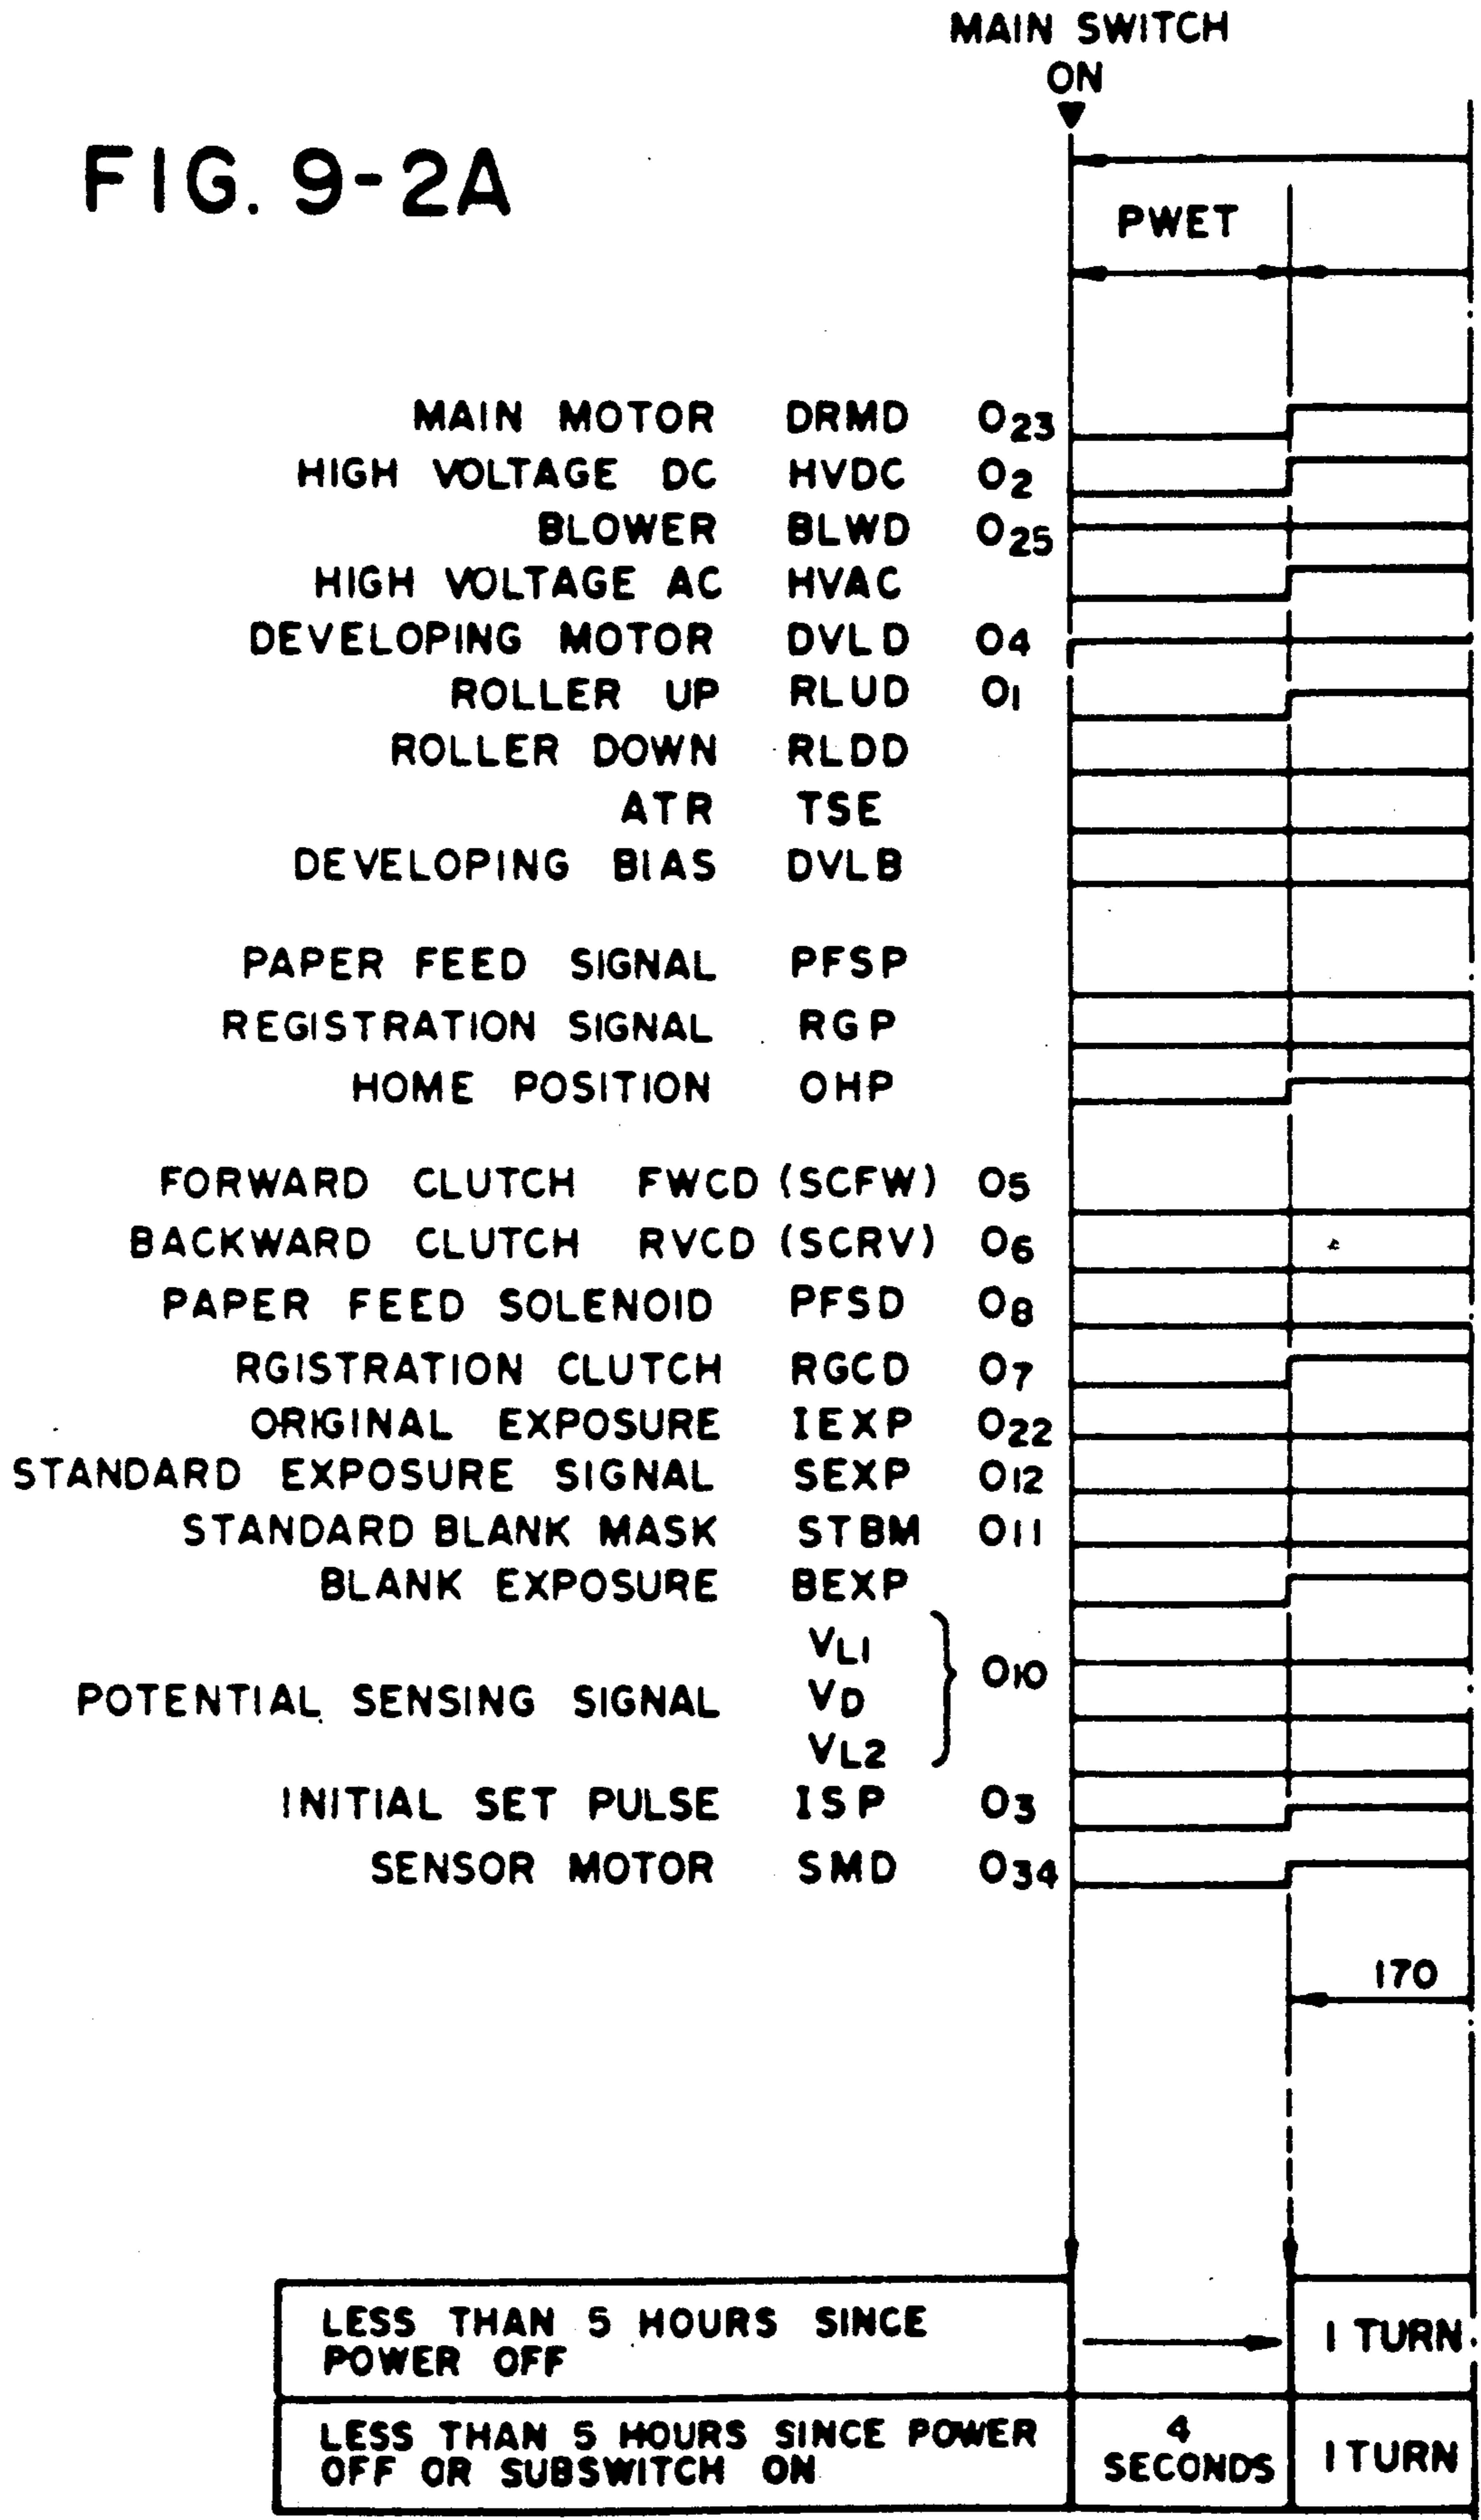 MAIN SWITCH
ON
FIG. 9-2A
PWET
MAIN MOTOR DRMD O23
HIGH VOLTAGE DC HVDC O2
BLOWER BLWD O25
HIGH VOLTAGE AC HVAC
DEVELOPING MOTOR DVLD O4
ROLLER UP RLUD O1
ROLLER DOWN RLDD
ATR TSE
DEVELOPING BIAS DVLB
PAPER FEED SIGNAL PFSP
REGISTRATION SIGNAL RGP
HOME POSITION OHP
FORWARD CLUTCH FWCD (SCFW) O5
BACKWARD CLUTCH RVCD (SCRV) O6
PAPER FEED SOLENOID PFSD O8
RGISTRATION CLUTCH RGCD O7
ORIGINAL EXPOSURE IEXP O22
STANDARD EXPOSURE SIGNAL SEXP O12
STANDARD BLANK MASK STBM O11
BLANK EXPOSURE BEXP
VL1
POTENTIAL SENSING SIGNAL VD O10
VL2
INITIAL SET PULSE ISP O3
SENSOR MOTOR SMD O34
170
LESS THAN 5 HOURS SINCE
POWER OFF
1 TURN
LESS THAN 5 HOURS SINCE POWER
OFF OR SUBSWITCH ON
4
SECONDS
1 TURN